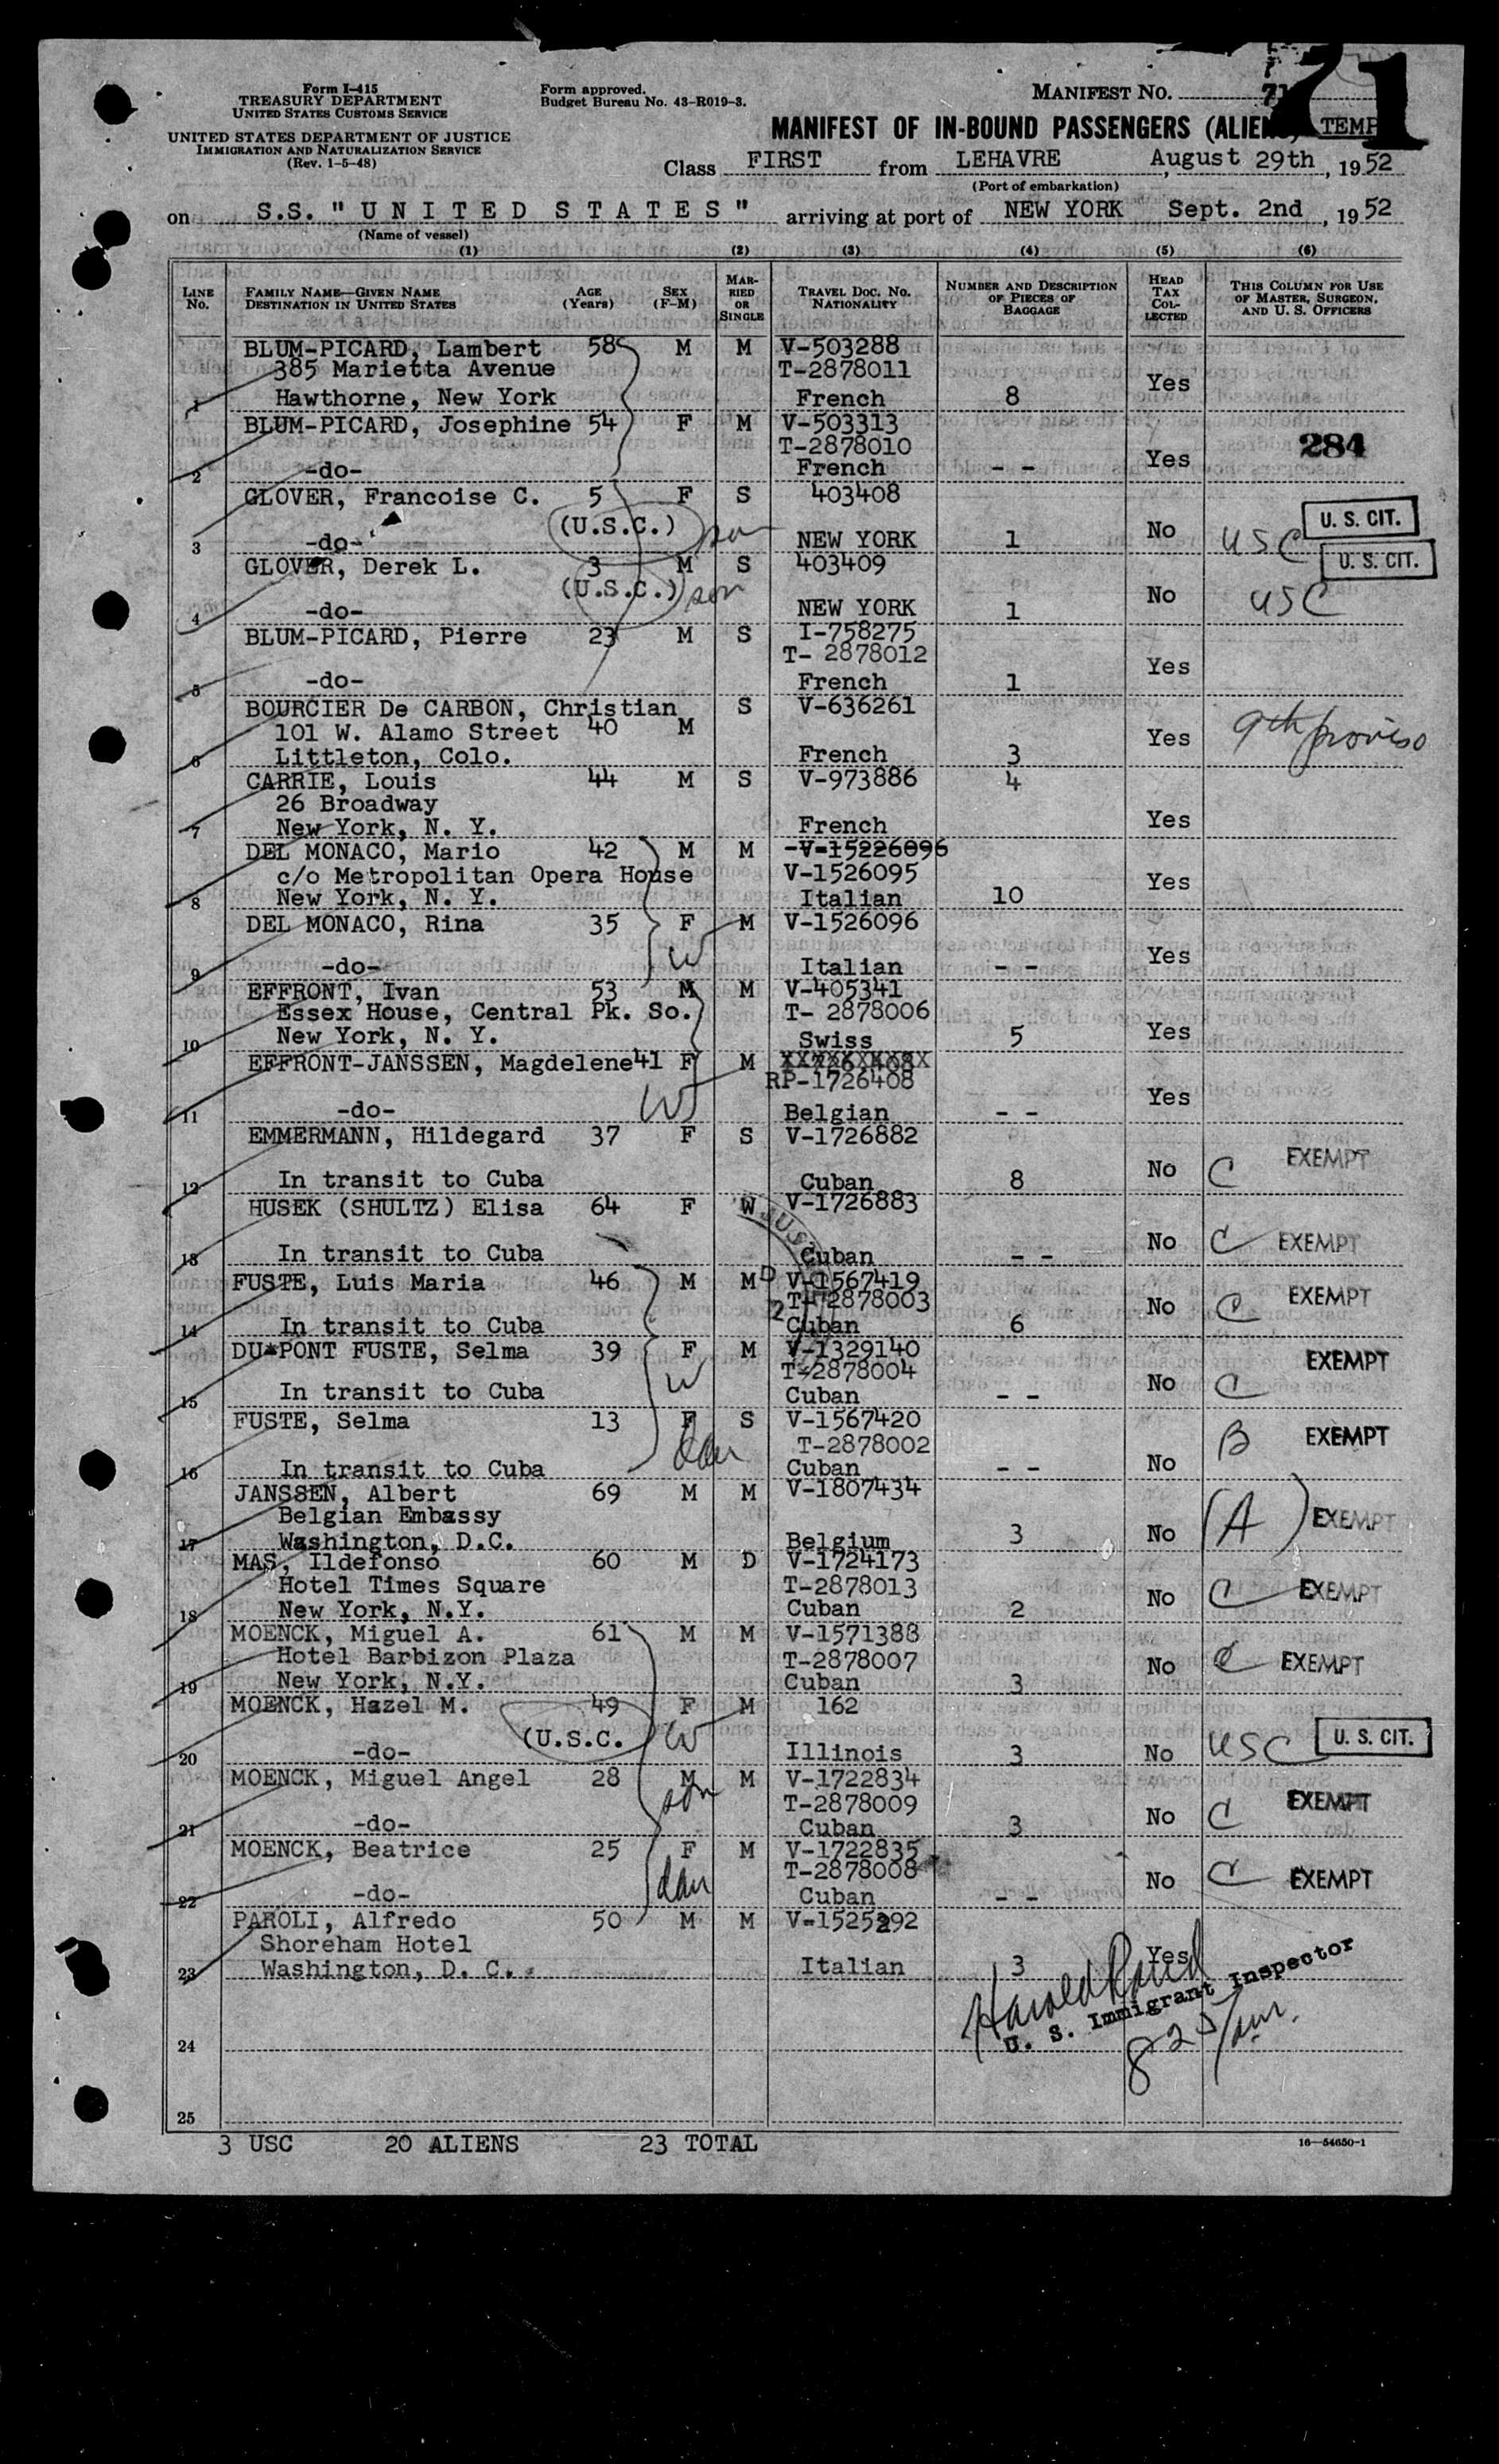 Form I-415
TREASURY DEPARTMENT
UNITED STATES CUSTOMS SERVICE
UNITED STATES DEPARTMENT OF JUSTICE
IMMIGRATION AND NATURALIZATION SERVICE
(Rev. 1-5-48)
Form approved.
Budget Bureau No. 43-R019-3.
MANIFEST NO. 71
71
MANIFEST OF IN-BOUND PASSENGERS (ALIENS) TEMP
Class FIRST from LEHAVRE, August 29th, 1952
(Port of embarkation)
on S.S. "UNITED STATES" arriving at port of NEW YORK Sept. 2nd, 1952
(Name of vessel)
(1) (2) (3) (4) (5) (6)
LINE NO. FAMILY NAME—GIVEN NAME DESTINATION IN UNITED STATES AGE (Years) SEX (F-M) MARRIED OR SINGLE TRAVEL DOC. NO. NATIONALITY NUMBER AND DESCRIPTION OF PIECES OF BAGGAGE HEAD TAX COLLECTED THIS COLUMN FOR USE OF MASTER, SURGEON, AND U. S. OFFICERS
BLUM-PICARD, Lambert 58 M M V-503288
385 Marietta Avenue T-2878011
1 Hawthorne, New York French 8 Yes
BLUM-PICARD, Josephine 54 F M V-503313
T-2878010 284
2 -do- French - - Yes
GLOVER, Francoise C. 5 F S 403408
(U.S.C.) U. S. CIT.
3 -do- NEW YORK 1 No USC
GLOVER, Derek L. 3 M S 403409 U. S. CIT.
(U.S.C.) son
4 -do- NEW YORK 1 No USC
BLUM-PICARD, Pierre 23 M S I-758275
T- 2878012
5 -do- French 1 Yes
BOURCIER De CARBON, Christian S V-636261
101 W. Alamo Street 40 M
6 Littleton, Colo. French 3 Yes 9th proviso
CARRIE, Louis 44 M S V-973886 4
26 Broadway
7 New York, N. Y. French Yes
DEL MONACO, Mario 42 M M -V-15226096
c/o Metropolitan Opera House V-1526095
8 New York, N. Y. Italian 10 Yes
DEL MONACO, Rina 35 F M V-1526096
W
9 -do- Italian - - Yes
EFFRONT, Ivan 53 M M V-405341
Essex House, Central Pk. So. T- 2878006
10 New York, N. Y. Swiss 5 Yes
EFFRONT-JANSSEN, Magdelene 41 F M
RP-1726408
W
11 -do- Belgian - - Yes
EMMERMANN, Hildegard 37 F S V-1726882
12 In transit to Cuba Cuban 8 No C EXEMPT
HUSEK (SHULTZ) Elisa 64 F W V-1726883
13 In transit to Cuba Cuban - - No C EXEMPT
FUSTE, Luis Maria 46 M M V-1567419
T-2878003
14 In transit to Cuba Cuban 6 No C EXEMPT
DU*PONT FUSTE, Selma 39 F M V-1329140
W T-2878004
15 In transit to Cuba Cuban - - No C EXEMPT
FUSTE, Selma 13 F S V-1567420
dau T-2878002
16 In transit to Cuba Cuban - - No B EXEMPT
JANSSEN, Albert 69 M M V-1807434
Belgian Embassy
17 Washington, D.C. Belgium 3 No (A) EXEMPT
MAS, Ildefonso 60 M D V-1724173
Hotel Times Square T-2878013
18 New York, N.Y. Cuban 2 No C EXEMPT
MOENCK, Miguel A. 61 M M V-1571388
Hotel Barbizon Plaza T-2878007
19 New York, N.Y. Cuban 3 No C EXEMPT
MOENCK, Hazel M. 49 F M 162
(U.S.C. W
20 -do- Illinois 3 No USC U. S. CIT.
MOENCK, Miguel Angel 28 M M V-1722834
son T-2878009
21 -do- Cuban 3 No C EXEMPT
MOENCK, Beatrice 25 F M V-1722835
dau T-2878008
22 -do- Cuban - - No C EXEMPT
PAROLI, Alfredo 50 M M V-1525292
Shoreham Hotel
23 Washington, D. C. Italian 3 Yes
Harold
U. S. Immigrant Inspector
24
25
3 USC 20 ALIENS 23 TOTAL
16—54650-1